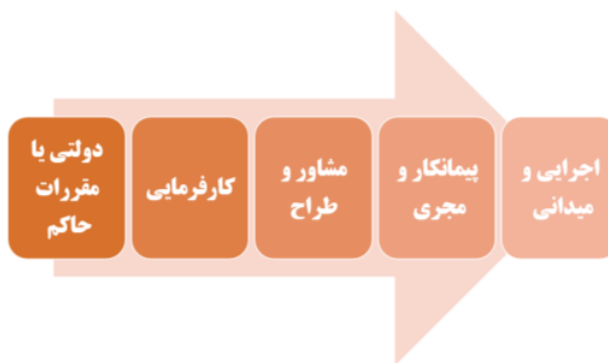 دولتی یا
مقررات
حاکم
کارفرمایی
مشاور و
طراح
پیمانکار و
مجری
اجرایی و
میدانی